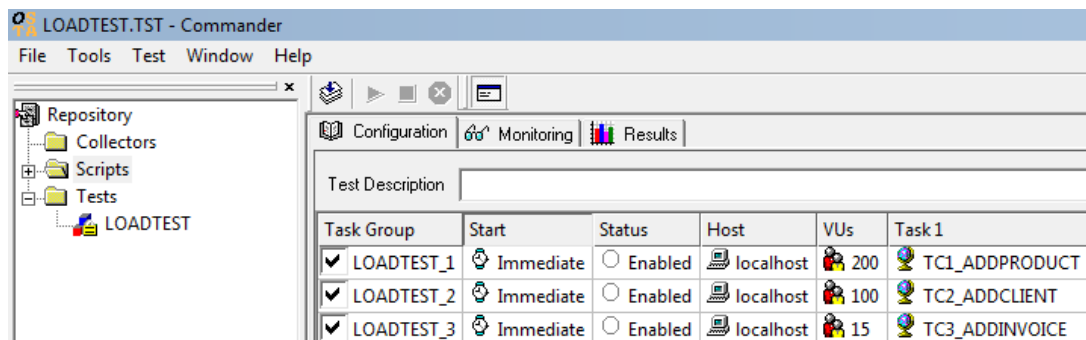 LOADTEST.TST - Commander
File Tools Test Window Help
Repository
Collectors
Scripts
Tests
LOADTEST
Configuration Monitoring Results
Test Description
Task Group Start Status Host VUs Task 1
LOADTEST_1 Immediate Enabled localhost 200 TC1_ADDPRODUCT
LOADTEST_2 Immediate Enabled localhost 100 TC2_ADDCLIENT
LOADTEST_3 Immediate Enabled localhost 15 TC3_ADDINVOICE